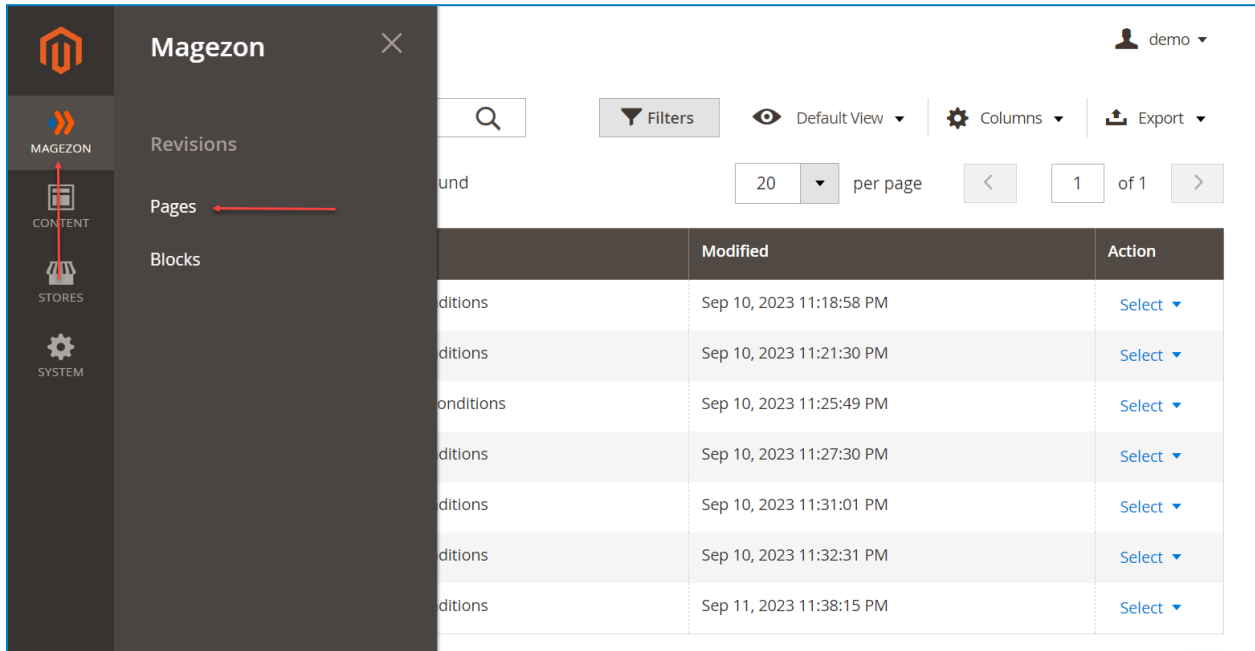 Magezon
demo
MAGEZON
CONTENT
STORES
SYSTEM
Revisions
Pages
Blocks
Filters
Default View
Columns
Export
und
20
per page
1
of 1
Modified
Action
ditions
Sep 10, 2023 11:18:58 PM
Select
ditions
Sep 10, 2023 11:21:30 PM
Select
onditions
Sep 10, 2023 11:25:49 PM
Select
ditions
Sep 10, 2023 11:27:30 PM
Select
ditions
Sep 10, 2023 11:31:01 PM
Select
ditions
Sep 10, 2023 11:32:31 PM
Select
ditions
Sep 11, 2023 11:38:15 PM
Select